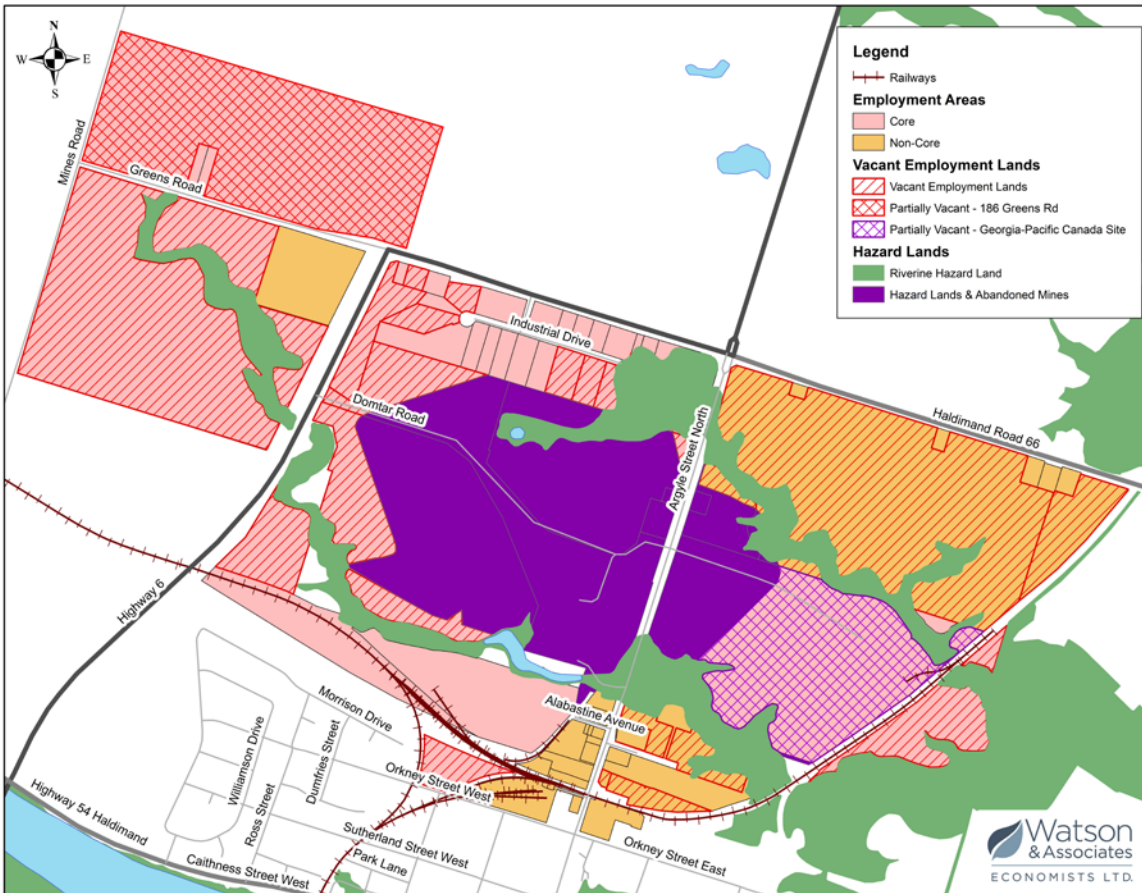 N
W
E
S
Legend
Railways
Employment Areas
Core
Non-Core
Vacant Employment Lands
Vacant Employment Lands
Partially Vacant - 186 Greens Rd
Partially Vacant - Georgia-Pacific Canada Site
Hazard Lands
Riverine Hazard Land
Hazard Lands & Abandoned Mines
Mines Road
Greens Road
Industrial Drive
Domtar Road
Argyle Street North
Haldimand Road 66
Highway 6
Alabastine Avenue
Morrison Drive
Williamson Drive
Dumfries Street
Ross Street
Orkney Street West
Sutherland Street West
Park Lane
Orkney Street East
Highway 54 Haldimand
Caithness Street West
Watson
& Associates
ECONOMISTS LTD.